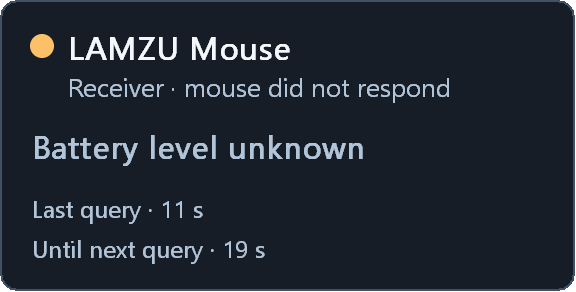 LAMZU Mouse
Receiver · mouse did not respond
Battery level unknown
Last query · 11 s
Until next query · 19 s